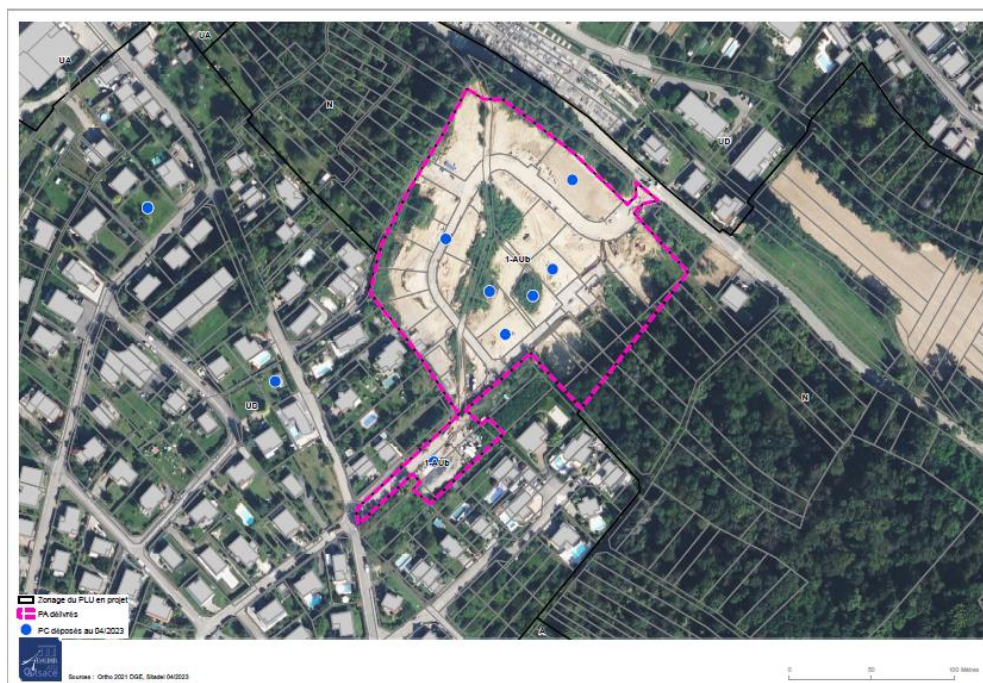 UA
UA
N
UD
1-AUb
UD
N
1-AUb
A
Zonage du PLU en projet
PA délivrés
PC déposés au 04/2023
Sources : Ortho 2021 DGE, Sitadel 04/2023
0 50 100 Mètres